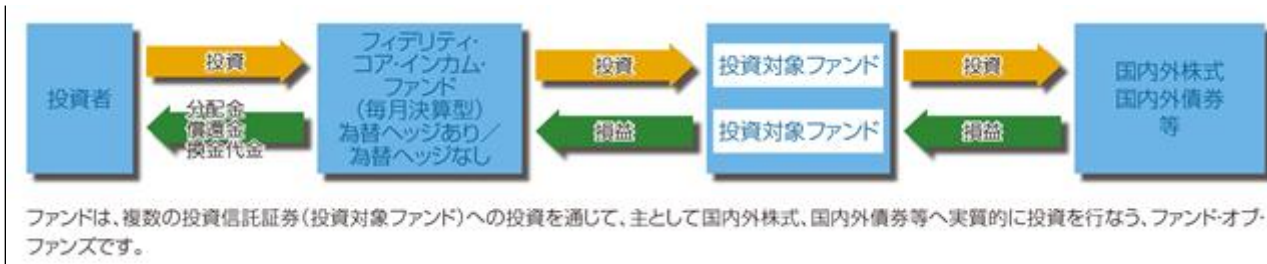 投資者
投資
分配金
償還金
換金代金
フィデリティ・
コア・インカム・
ファンド
(毎月決算型)
為替ヘッジあり/
為替ヘッジなし
投資
損益
投資対象ファンド
投資対象ファンド
投資
損益
国内外株式
国内外債券
等
ファンドは、複数の投資信託証券(投資対象ファンド)への投資を通じて、主として国内外株式、国内外債券等へ実質的に投資を行なう、ファンド・オブ・
ファンズです。